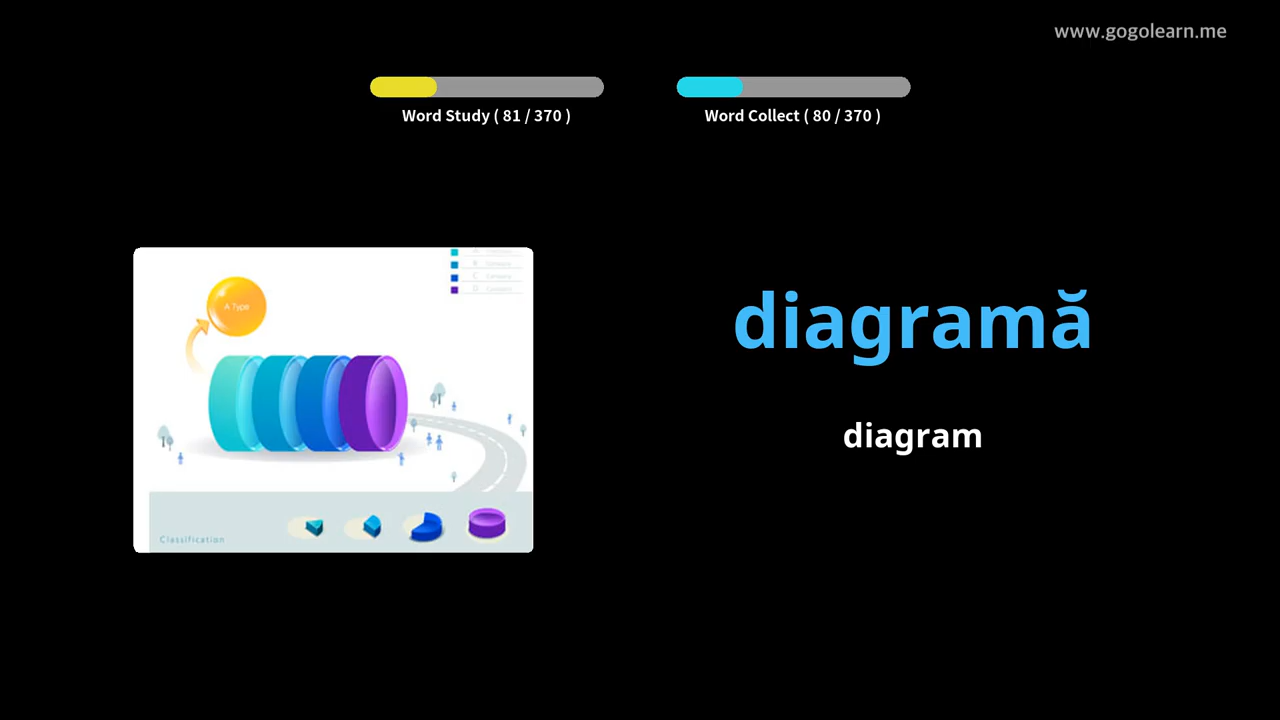 www.gogolearn.me
Word Study ( 81 / 370 )
Word Collect ( 80 / 370 )
A Type
B
C
D
diagramă
diagram
Classification